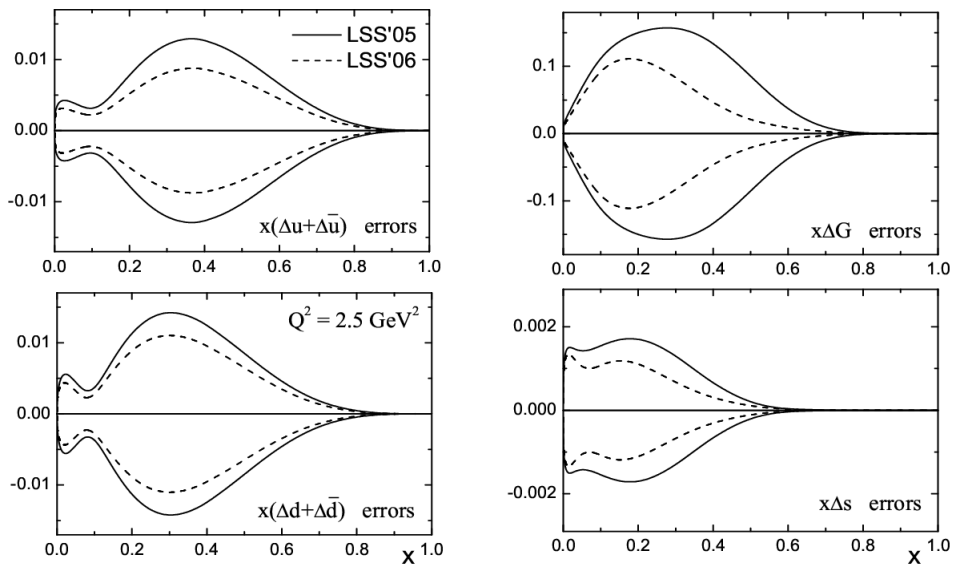 0.01
0.00
-0.01
LSS'05
LSS'06
x(Δu+Δu̅) errors
0.0 0.2 0.4 0.6 0.8 1.0
0.1
0.0
-0.1
xΔG errors
0.0 0.2 0.4 0.6 0.8 1.0
0.01
0.00
-0.01
Q² = 2.5 GeV²
x(Δd+Δd̅) errors
0.0 0.2 0.4 0.6 0.8 1.0
x
0.002
0.000
-0.002
xΔs errors
0.0 0.2 0.4 0.6 0.8 1.0
x